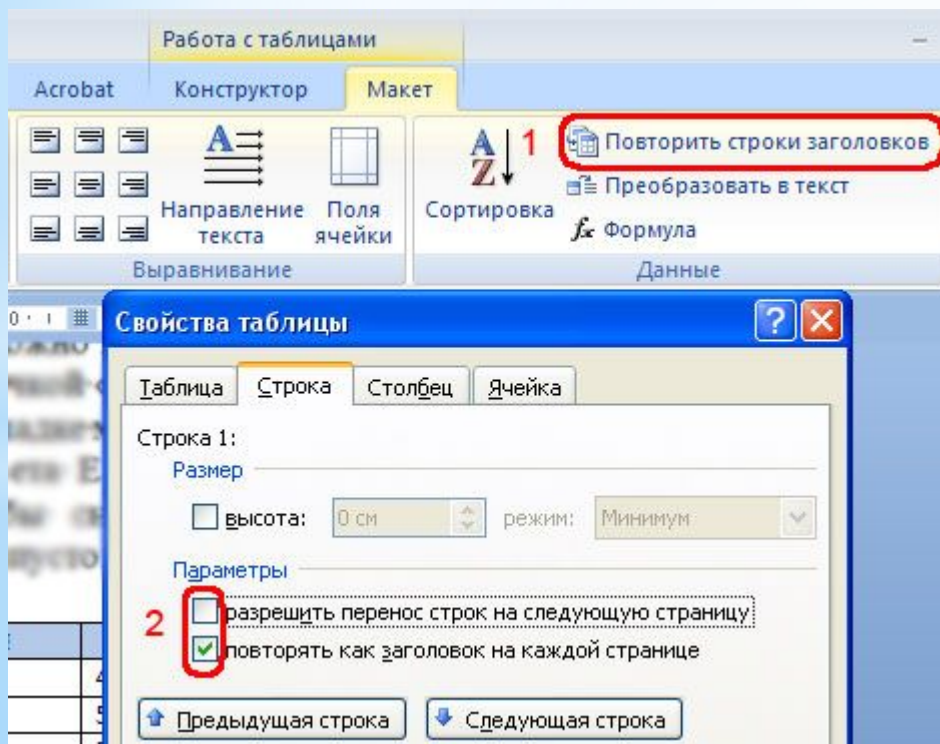 Работа с таблицами
Acrobat Конструктор Макет
1 Повторить строки заголовков
Преобразовать в текст
Направление текста Поля ячейки Сортировка
fx Формула
Выравнивание Данные
Свойства таблицы
Таблица Строка Столбец Ячейка
Строка 1:
Размер
высота: 0 см режим: Минимум
Параметры
2 разрешить перенос строк на следующую страницу
повторять как заголовок на каждой странице
Предыдущая строка Следующая строка